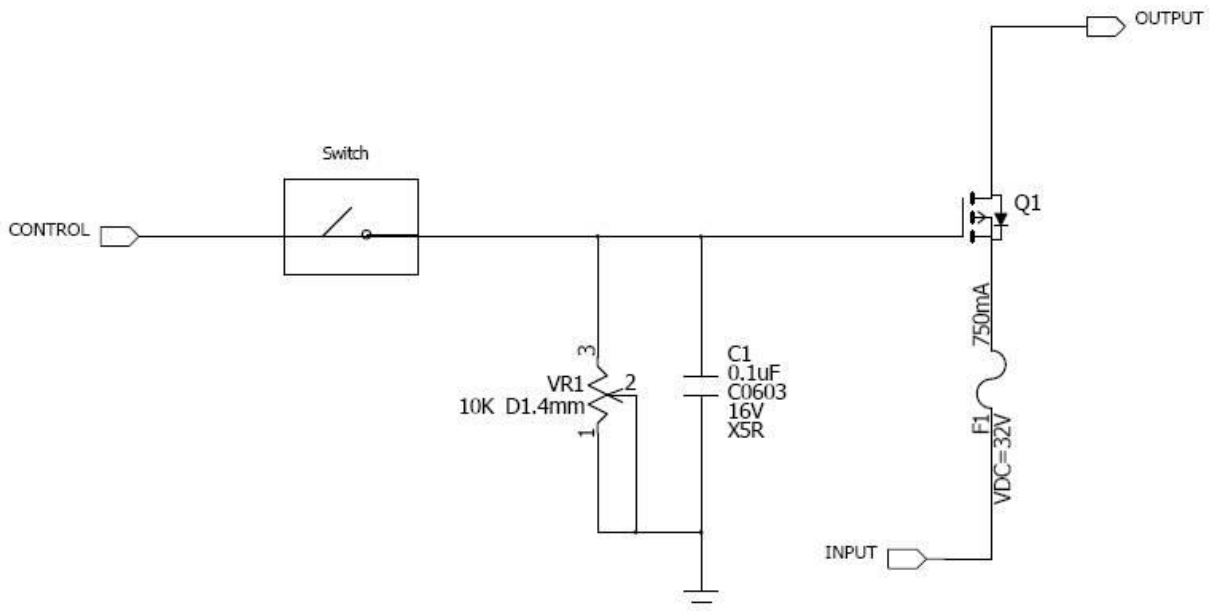 OUTPUT
Switch
CONTROL
Q1
750mA
3
VR1
2
10K D1.4mm
1
C1
0.1uF
C0603
16V
X5R
F1
VDC=32V
INPUT